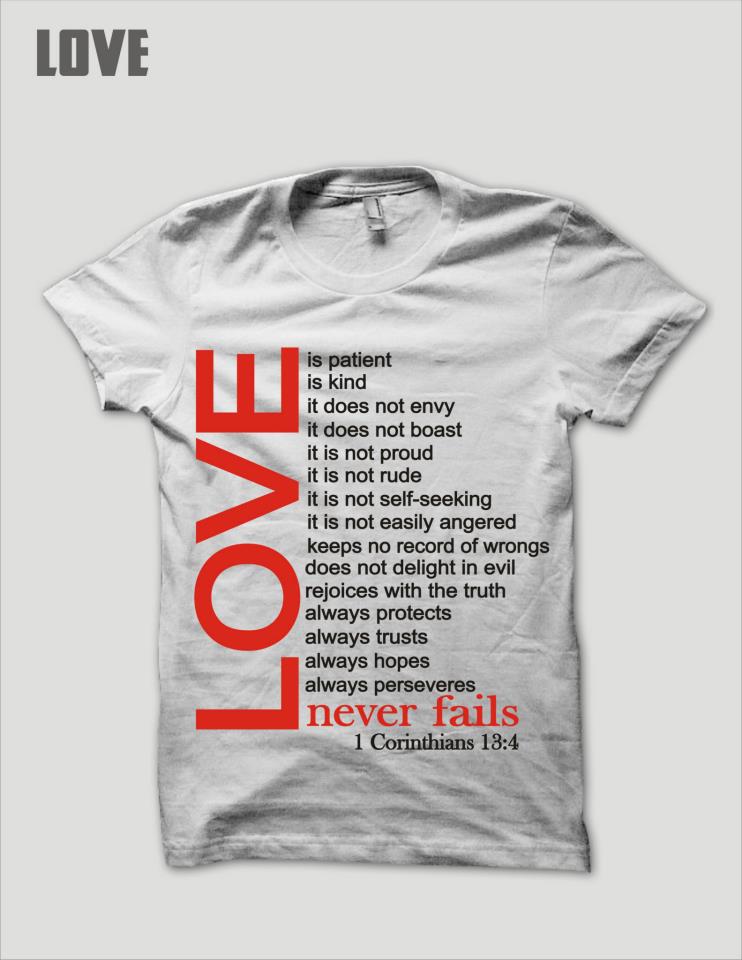 LOVE
LOVE
is patient
is kind
it does not envy
it does not boast
it is not proud
it is not rude
it is not self-seeking
it is not easily angered
keeps no record of wrongs
does not delight in evil
rejoices with the truth
always protects
always trusts
always hopes
always perseveres
never fails
1 Corinthians 13:4